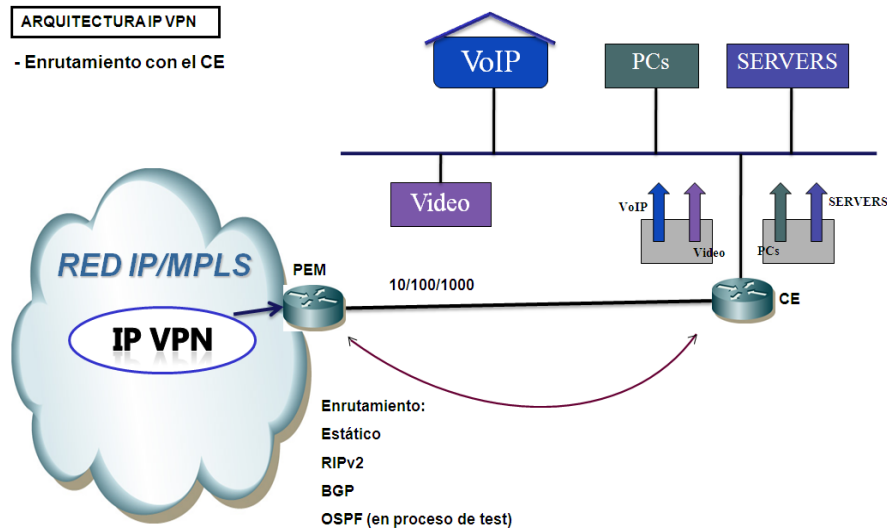 ARQUITECTURA IP VPN
- Enrutamiento con el CE
VoIP
PCs
SERVERS
Video
VoIP
Video
PCs
SERVERS
RED IP/MPLS
IP VPN
PEM
10/100/1000
CE
Enrutamiento:
Estático
RIPv2
BGP
OSPF (en proceso de test)